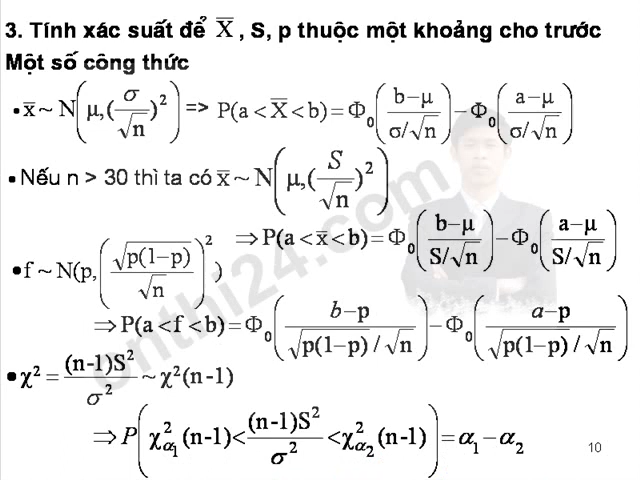 3. Tính xác suất để X̅ , S, p thuộc một khoảng cho trước
Một số công thức
• x̅ ~ N(μ,(σ/√n)²) => P(a < X̅ < b) = Φ₀((b–μ)/(σ/√n)) – Φ₀((a–μ)/(σ/√n))
• Nếu n > 30 thì ta có x̅ ~ N(μ,(S/√n)²)
⇒ P(a < x̅ < b) = Φ₀((b–μ)/(S/√n)) – Φ₀((a–μ)/(S/√n))
• f ~ N(p,(√(p(1–p))/√n)²)
⇒ P(a < f < b) = Φ₀((b–p)/(√(p(1–p)) / √n)) – Φ₀((a–p)/(√(p(1–p)) / √n))
• χ² = (n-1)S²/σ² ~ χ²(n-1)
⇒ P(χ²α₁(n-1) < (n-1)S²/σ² < χ²α₂(n-1)) = α₁ – α₂
10
onthi24.com